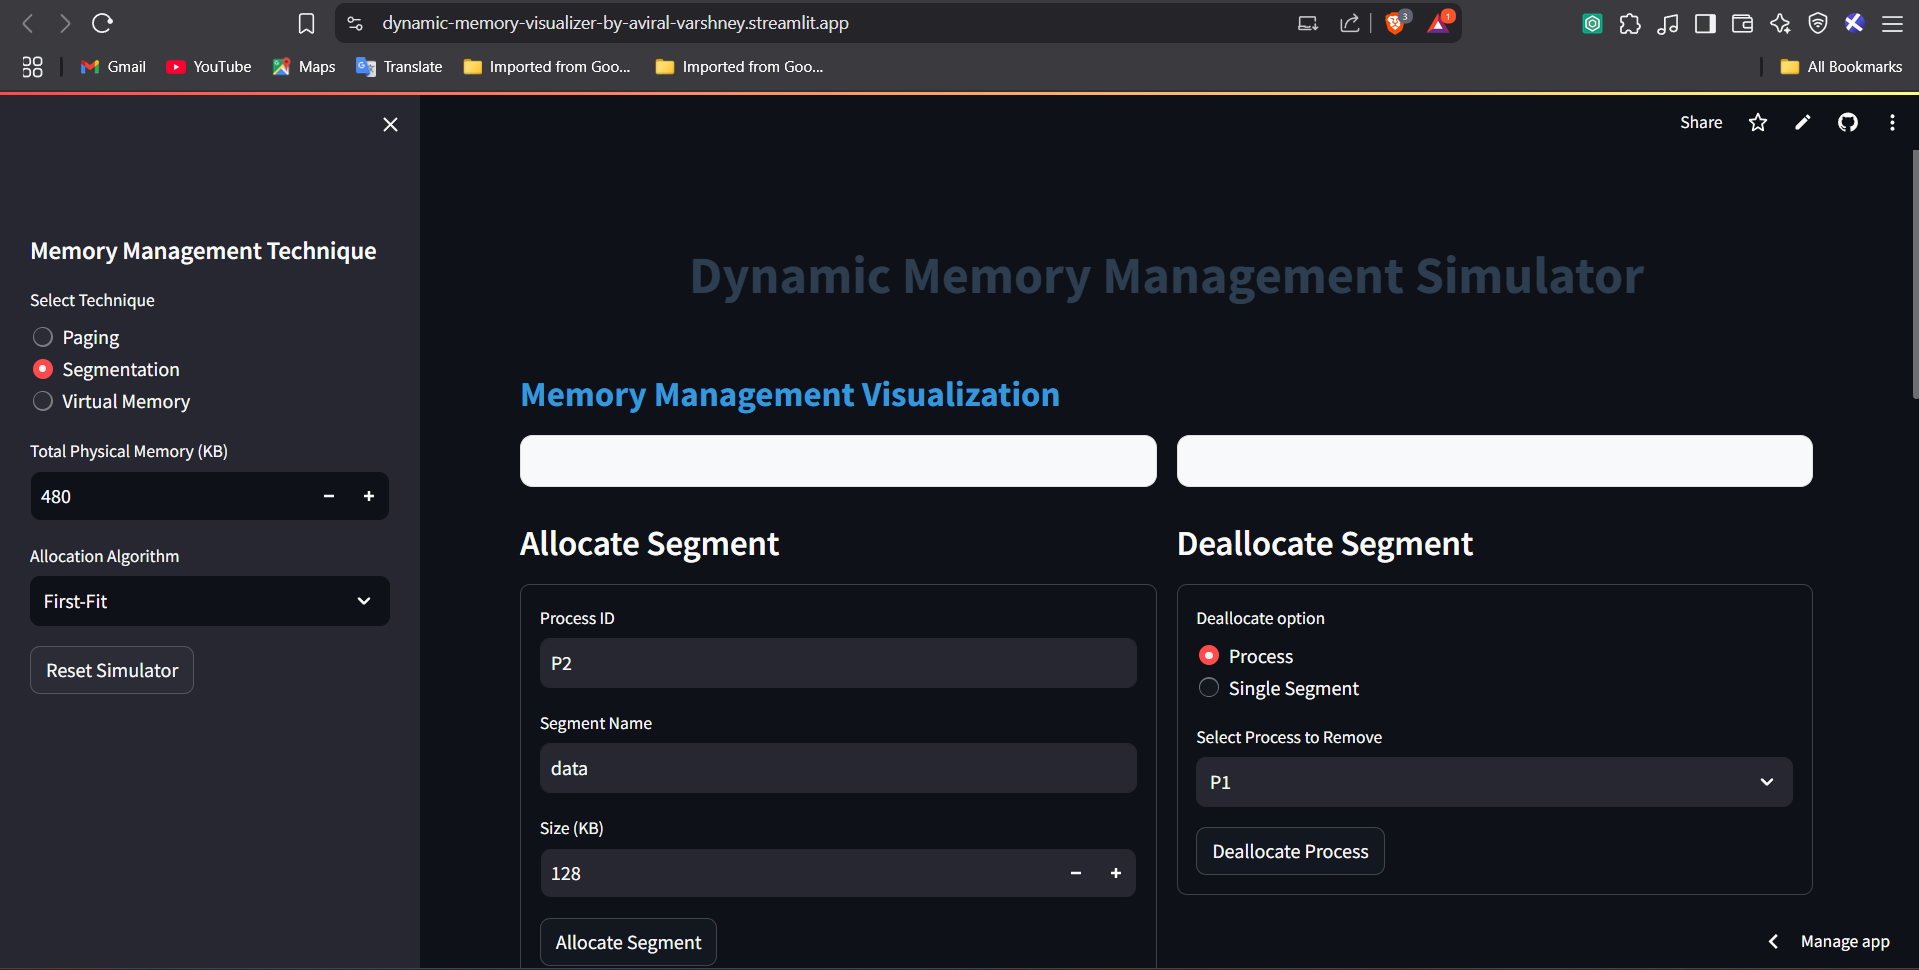 dynamic-memory-visualizer-by-aviral-varshney.streamlit.app
3
1
Gmail
YouTube
Maps
Translate
Imported from Goo...
Imported from Goo...
All Bookmarks
Share
Memory Management Technique
Select Technique
Paging
Segmentation
Virtual Memory
Total Physical Memory (KB)
480
Allocation Algorithm
First-Fit
Reset Simulator
Dynamic Memory Management Simulator
Memory Management Visualization
Allocate Segment
Process ID
P2
Segment Name
data
Size (KB)
128
Allocate Segment
Deallocate Segment
Deallocate option
Process
Single Segment
Select Process to Remove
P1
Deallocate Process
Manage app